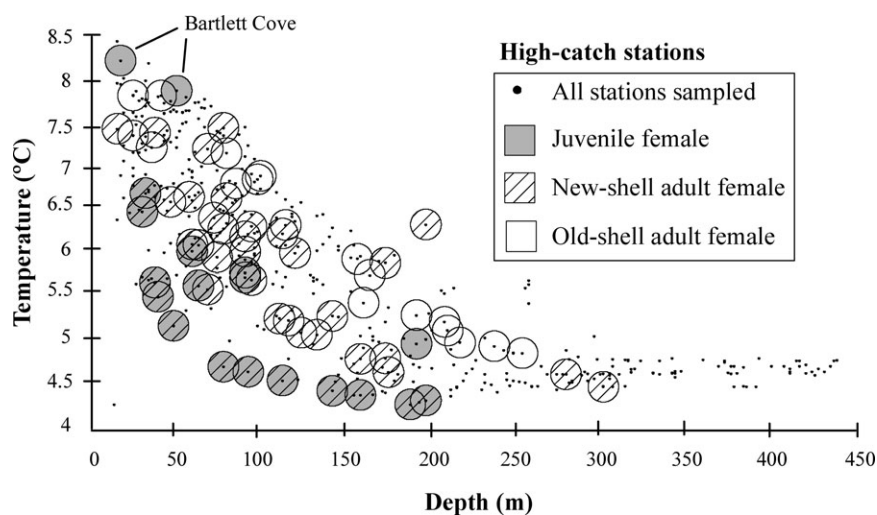 Bartlett Cove
High-catch stations
All stations sampled
Juvenile female
New-shell adult female
Old-shell adult female
Temperature (°C)
8.5
8
7.5
7
6.5
6
5.5
5
4.5
4
0 50 100 150 200 250 300 350 400 450
Depth (m)